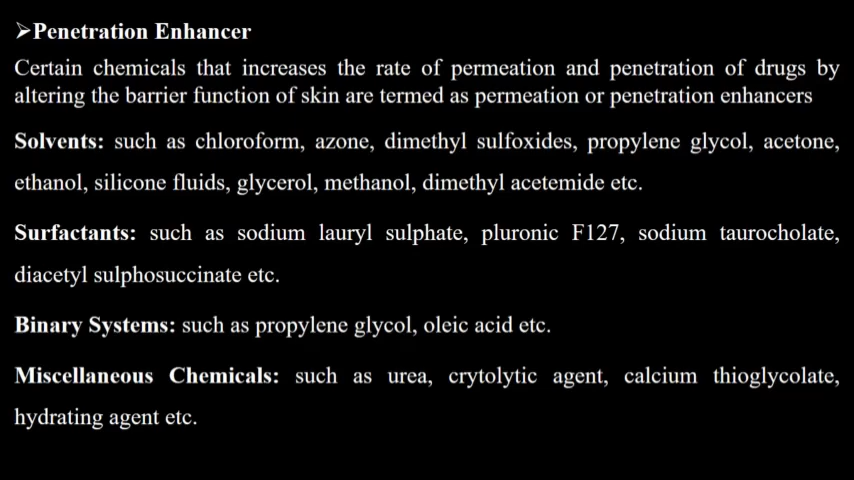 ➢Penetration Enhancer
Certain chemicals that increases the rate of permeation and penetration of drugs by
altering the barrier function of skin are termed as permeation or penetration enhancers
Solvents: such as chloroform, azone, dimethyl sulfoxides, propylene glycol, acetone,
ethanol, silicone fluids, glycerol, methanol, dimethyl acetemide etc.
Surfactants: such as sodium lauryl sulphate, pluronic F127, sodium taurocholate,
diacetyl sulphosuccinate etc.
Binary Systems: such as propylene glycol, oleic acid etc.
Miscellaneous Chemicals: such as urea, crytolytic agent, calcium thioglycolate,
hydrating agent etc.